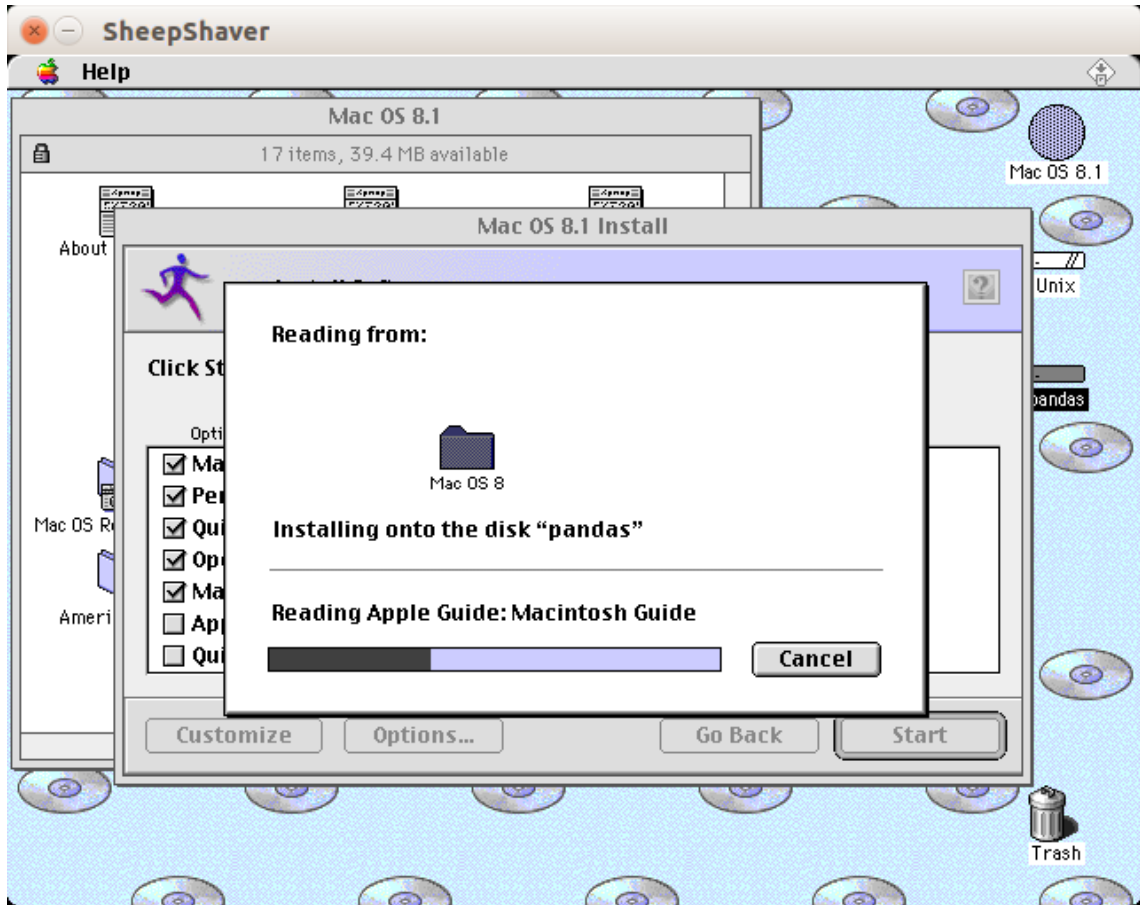 SheepShaver
Help
Mac OS 8.1
17 items, 39.4 MB available
Mac OS 8.1
About
Mac OS 8.1 Install
Unix
Reading from:
Click St
pandas
Opti
Ma
Mac OS 8
Per
Mac OS R
Qui
Installing onto the disk “pandas”
Ope
Ma
Ameri
Reading Apple Guide: Macintosh Guide
App
Qui
Cancel
Customize
Options...
Go Back
Start
Trash